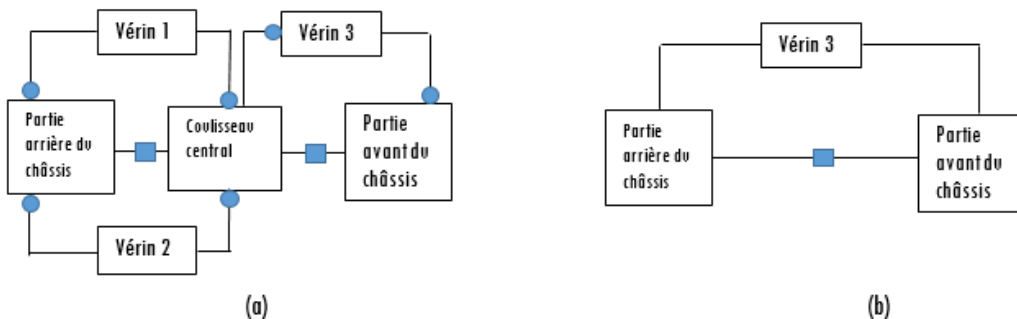 Vérin 1
Vérin 3
Partie
arrière du
châssis
Coulisseau
central
Partie
avant du
châssis
Vérin 2
(a)
Vérin 3
Partie
arrière du
châssis
Partie
avant du
châssis
(b)